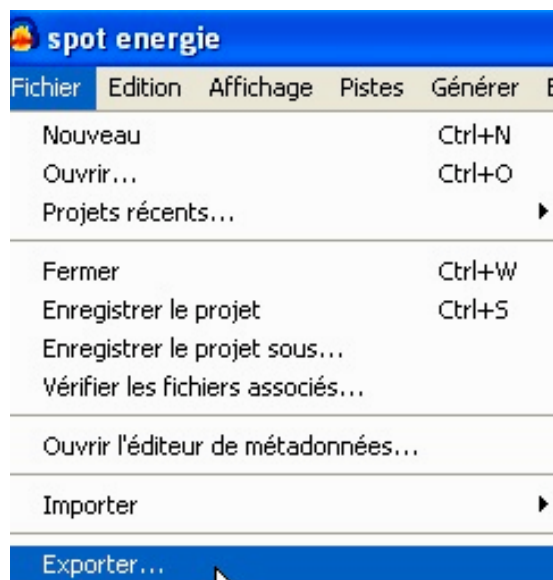 spot energie
Fichier Edition Affichage Pistes Générer
Nouveau Ctrl+N
Ouvrir... Ctrl+O
Projets récents...
Fermer Ctrl+W
Enregistrer le projet Ctrl+S
Enregistrer le projet sous...
Vérifier les fichiers associés...
Ouvrir l'éditeur de métadonnées...
Importer
Exporter...